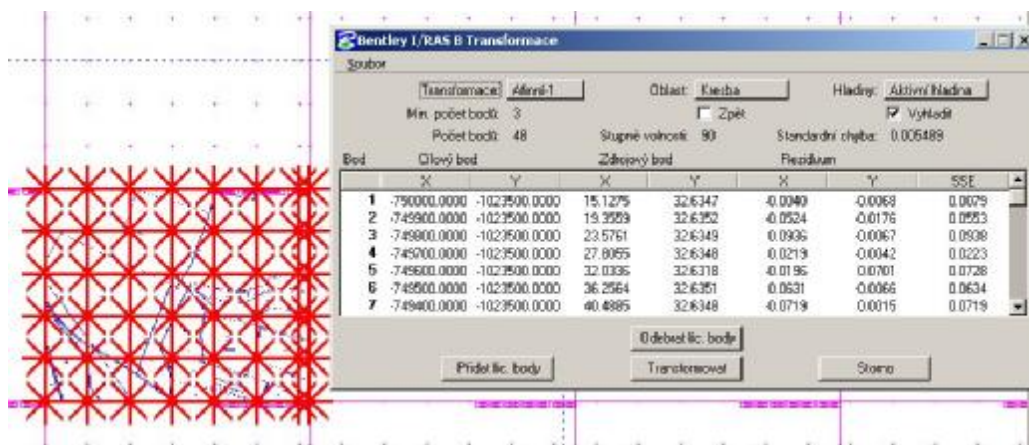 Bentley I/RAS B Transformace
Soubor
Transformace: Afinní-1 Oblast: Kresba Hladiny: Aktivní hladina
Min. počet bodů: 3 Zpět Vyhladit
Počet bodů: 48 Stupně volnosti: 90 Standardní chyba: 0.005489
Bod Cílový bod Zdrojový bod Reziduum
X Y X Y X Y SSE
1 -750000.0000 -1023500.0000 15.1275 32.6347 -0.0040 -0.0068 0.0079
2 -749900.0000 -1023500.0000 19.3559 32.6352 -0.0524 -0.0176 0.0553
3 -749800.0000 -1023500.0000 23.5761 32.6349 0.0936 -0.0067 0.0938
4 -749700.0000 -1023500.0000 27.8055 32.6348 0.0219 -0.0042 0.0223
5 -749600.0000 -1023500.0000 32.0336 32.6318 -0.0196 0.0701 0.0728
6 -749500.0000 -1023500.0000 36.2564 32.6351 0.0631 -0.0066 0.0634
7 -749400.0000 -1023500.0000 40.4885 32.6348 -0.0719 0.0015 0.0719
Odebrat líc. body
Přidat líc. body Transformovat Storno